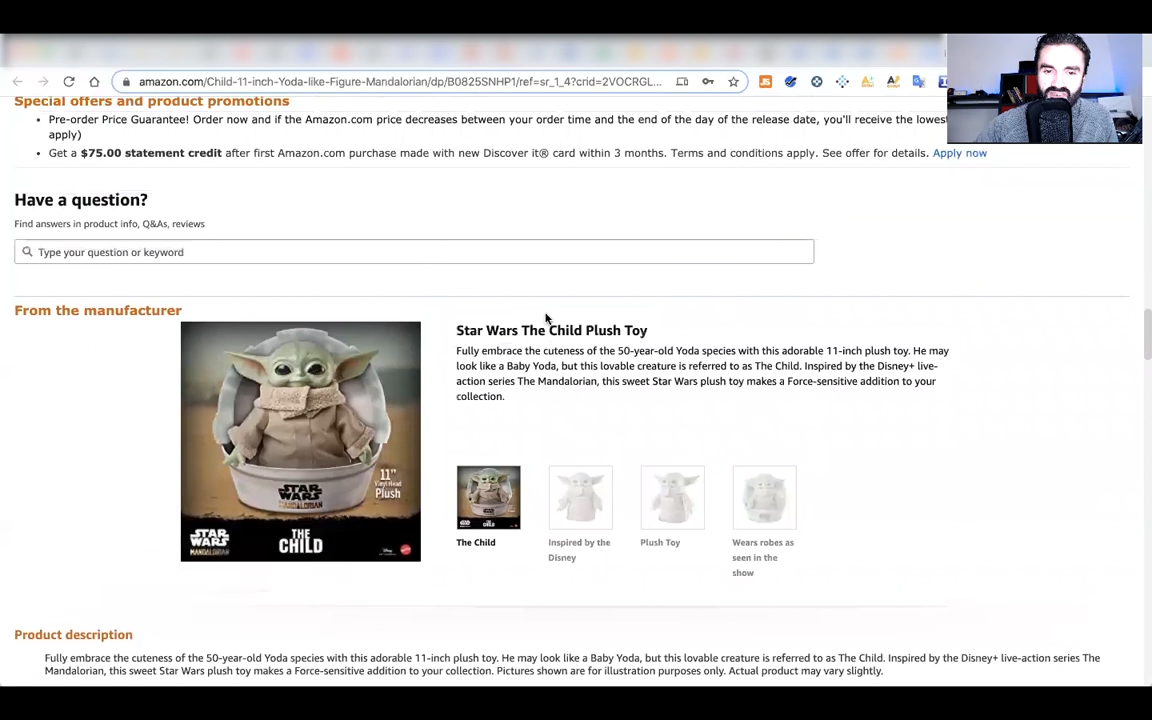 amazon.com/Child-11-inch-Yoda-like-Figure-Mandalorian/dp/B0825SNHP1/ref=sr_1_4?crid=2VOCRGL...
Special offers and product promotions
Pre-order Price Guarantee! Order now and if the Amazon.com price decreases between your order time and the end of the day of the release date, you'll receive the lowest
apply)
Get a $75.00 statement credit after first Amazon.com purchase made with new Discover it® card within 3 months. Terms and conditions apply. See offer for details. Apply now
Have a question?
Find answers in product info, Q&As, reviews
Type your question or keyword
From the manufacturer
11"
Vinyl Head
Plush
STAR WARS
MANDALORIAN
STAR WARS
MANDALORIAN
THE CHILD
Star Wars The Child Plush Toy
Fully embrace the cuteness of the 50-year-old Yoda species with this adorable 11-inch plush toy. He may
look like a Baby Yoda, but this lovable creature is referred to as The Child. Inspired by the Disney+ live-
action series The Mandalorian, this sweet Star Wars plush toy makes a Force-sensitive addition to your
collection.
The Child
Inspired by the
Disney
Plush Toy
Wears robes as
seen in the
show
Product description
Fully embrace the cuteness of the 50-year-old Yoda species with this adorable 11-inch plush toy. He may look like a Baby Yoda, but this lovable creature is referred to as The Child. Inspired by the Disney+ live-action series The
Mandalorian, this sweet Star Wars plush toy makes a Force-sensitive addition to your collection. Pictures shown are for illustration purposes only. Actual product may vary slightly.